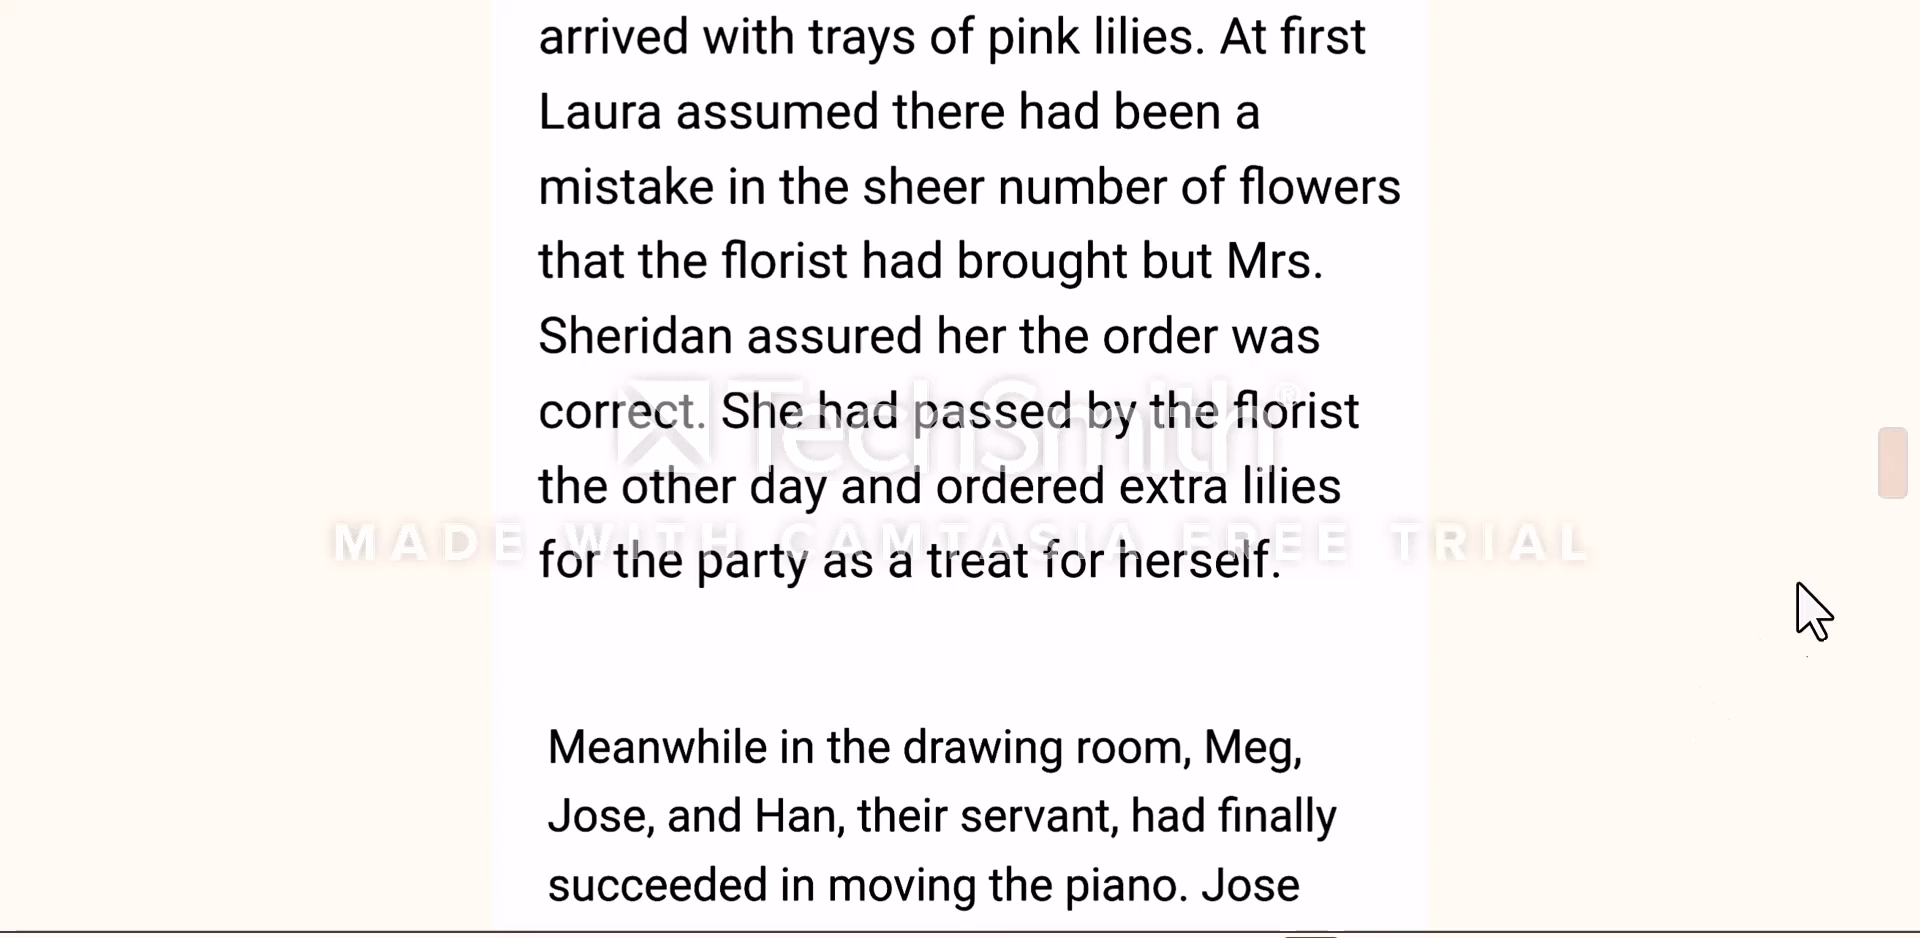 arrived with trays of pink lilies. At first
Laura assumed there had been a
mistake in the sheer number of flowers
that the florist had brought but Mrs.
Sheridan assured her the order was
correct. She had passed by the florist
TechSmith®
the other day and ordered extra lilies
MADE WITH CAMTASIA FREE TRIAL
for the party as a treat for herself.
Meanwhile in the drawing room, Meg,
Jose, and Han, their servant, had finally
succeeded in moving the piano. Jose